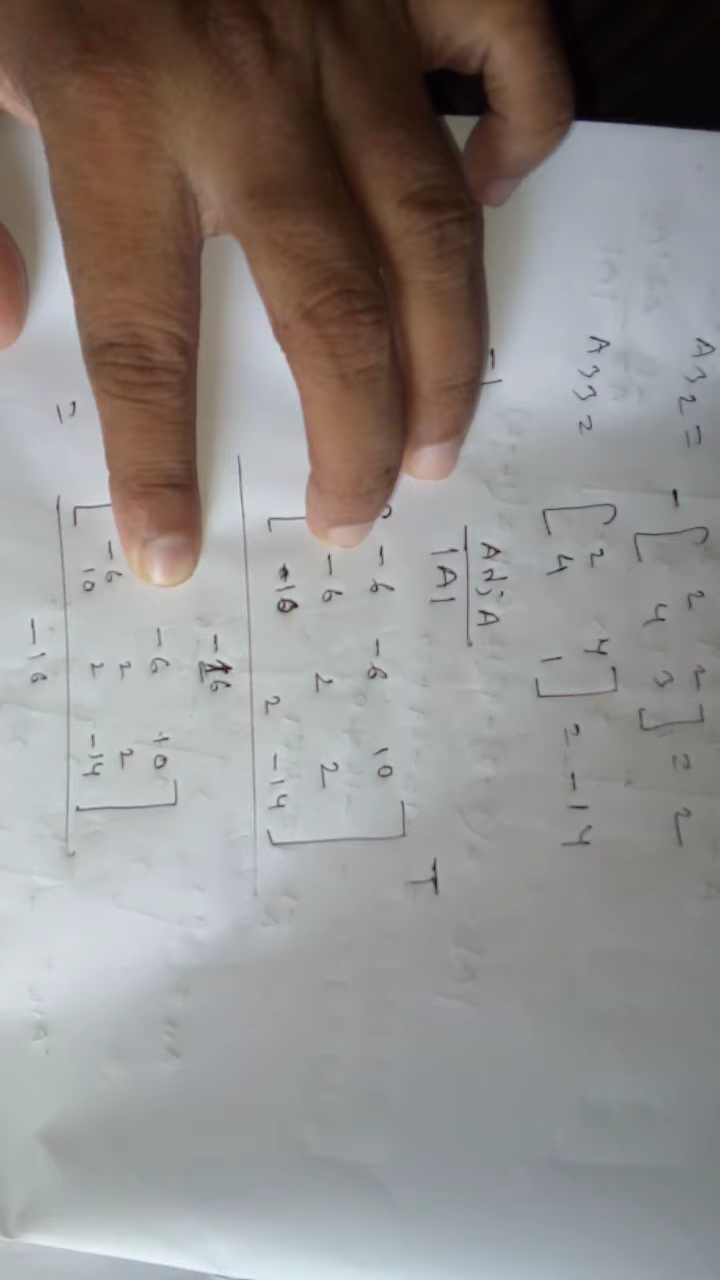 A32 = - [ 2 2
4 3 ] = 2
A33 = [ 2 4
4 1 ] = -14
-1
ADJ A
|A|
-6 -6 10
-6 2 2
10 2 -14 ] T
-16
= [ -6 10
-6 2 2
10 2 -14 ]
-16